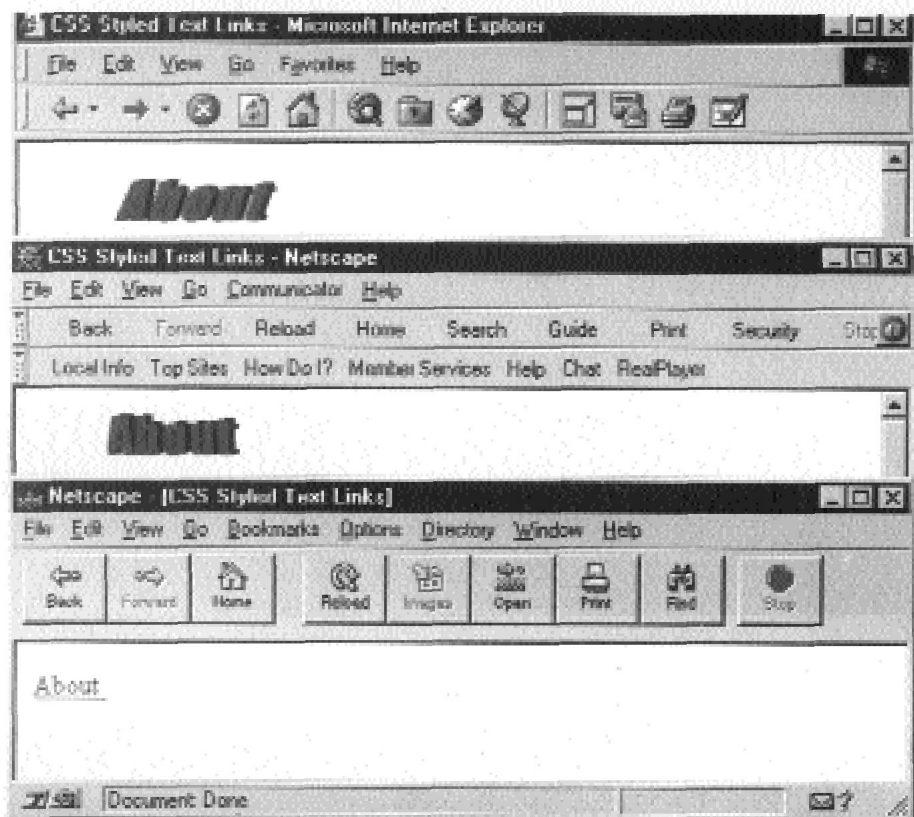 CSS Styled Text Links - Microsoft Internet Explorer
File Edit View Go Favorites Help
About
CSS Styled Text Links - Netscape
File Edit View Go Communicator Help
Back Forward Reload Home Search Guide Print Security Stop
Local Info Top Sites How Do I? Member Services Help Chat RealPlayer
About
Netscape - [CSS Styled Text Links]
File Edit View Go Bookmarks Options Directory Window Help
Back Forward Home Reload Images Open Print Find Stop
About
Document: Done